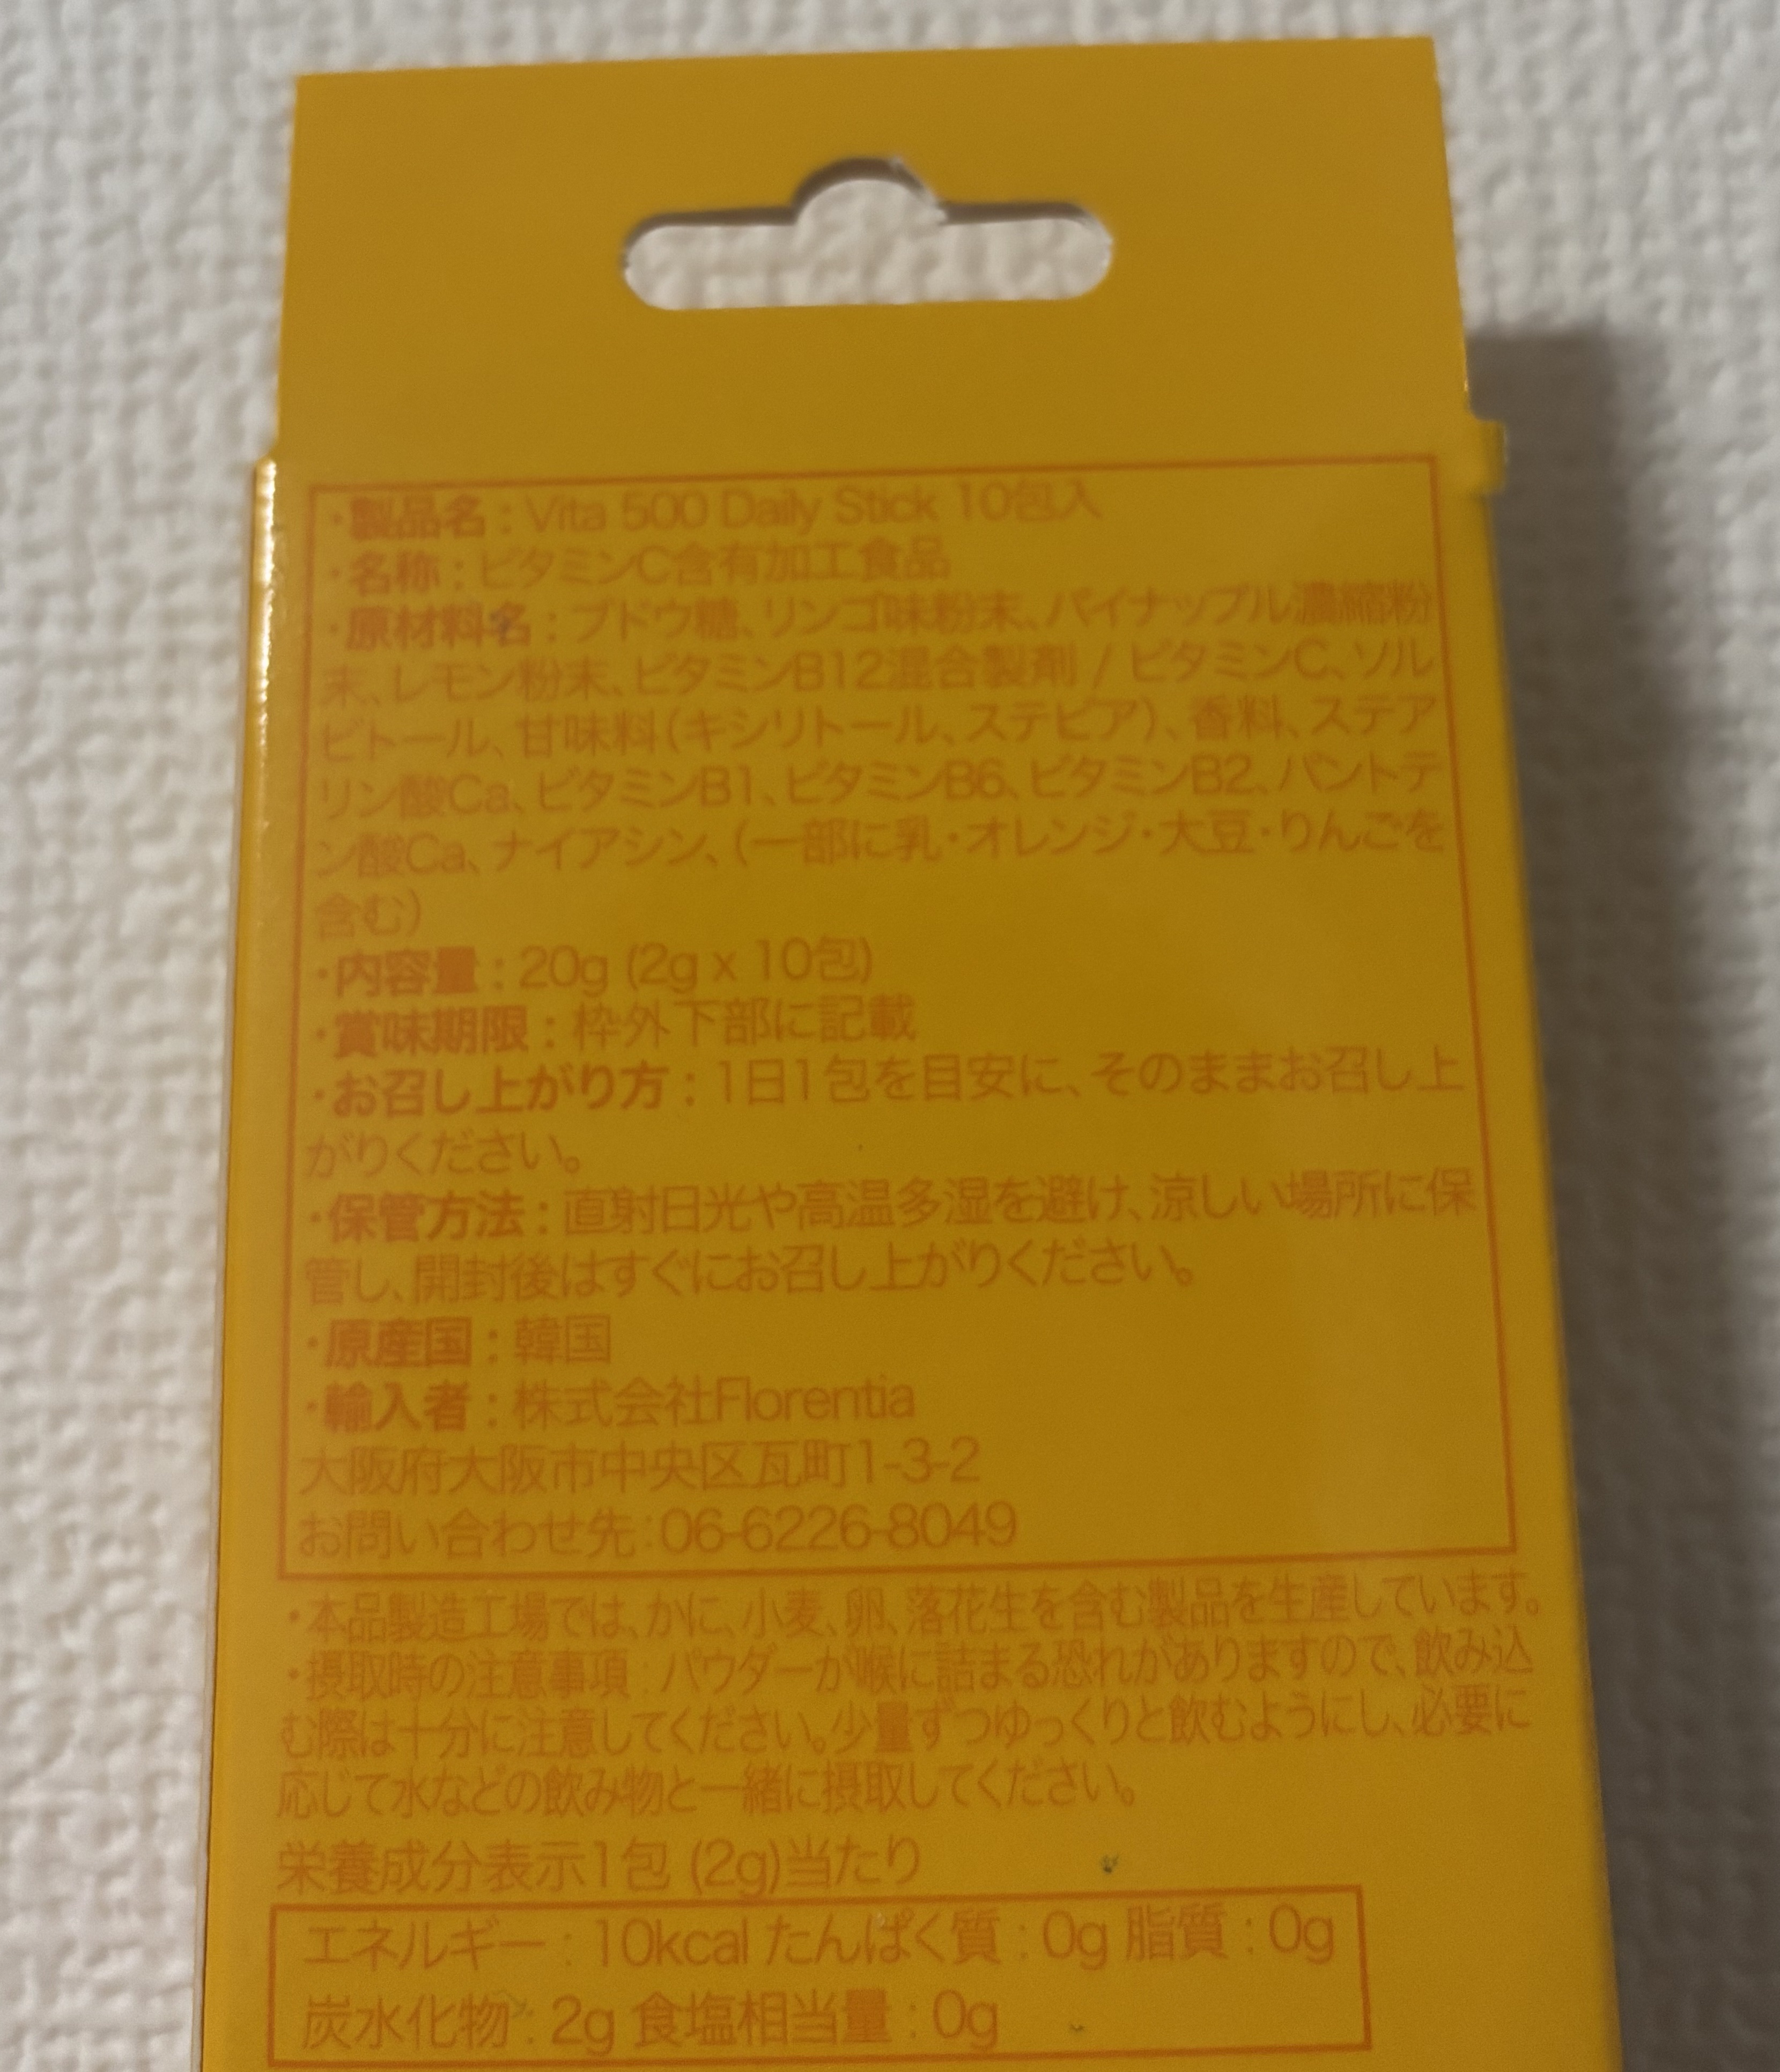 ・製品名：Vita 500 Daily Stick 10包入
・名称：ビタミンC含有加工食品
・原材料名：ブドウ糖、リンゴ味粉末、パイナップル濃縮粉
末、レモン粉末、ビタミンB12混合製剤 / ビタミンC、ソル
ビトール、甘味料(キシリトール、ステビア)、香料、ステア
リン酸Ca、ビタミンB1、ビタミンB6、ビタミンB2、パントテ
ン酸Ca、ナイアシン、(一部に乳・オレンジ・大豆・りんごを
含む)
・内容量：20g (2g x 10包)
・賞味期限：枠外下部に記載
・お召し上がり方：1日1包を目安に、そのままお召し上
がりください。
・保管方法：直射日光や高温多湿を避け、涼しい場所に保
管し、開封後はすぐにお召し上がりください。
・原産国：韓国
・輸入者：株式会社Florentia
大阪府大阪市中央区瓦町1-3-2
お問い合わせ先：06-6226-8049
・本品製造工場では、かに、小麦、卵、落花生を含む製品を生産しています。
・摂取時の注意事項：パウダーが喉に詰まる恐れがありますので、飲み込
む際は十分に注意してください。少量ずつゆっくりと飲むようにし、必要に
応じて水などの飲み物と一緒に摂取してください。
栄養成分表示1包 (2g)当たり
エネルギー：10kcal たんぱく質：0g 脂質：0g
炭水化物：2g 食塩相当量：0g